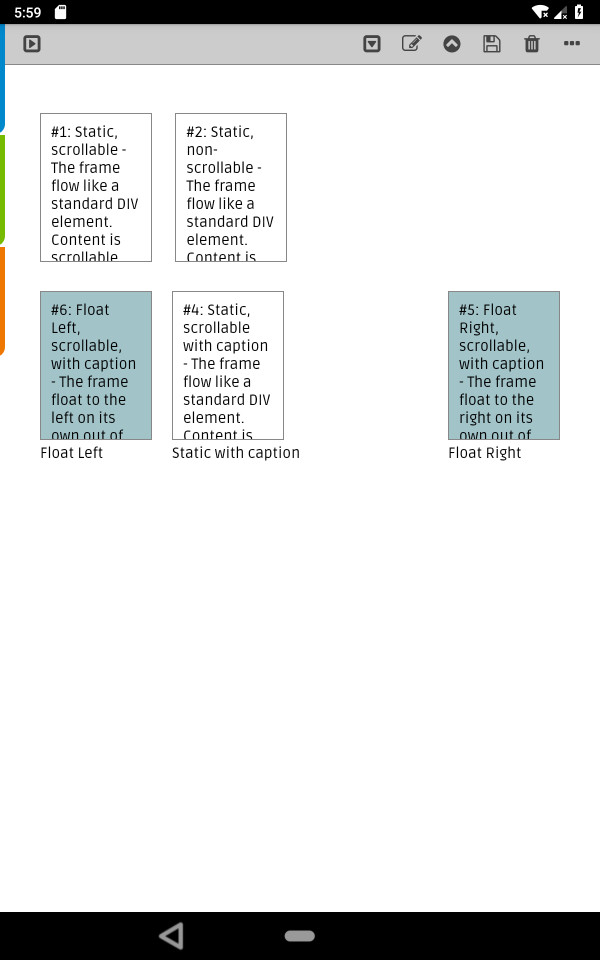 5:59
#1: Static,
scrollable -
The frame
flow like a
standard DIV
element.
Content is
scrollable
#2: Static,
non-
scrollable -
The frame
flow like a
standard DIV
element.
Content is
#6: Float
Left,
scrollable,
with caption
- The frame
float to the
left on its
own out of
Float Left
#4: Static,
scrollable
with caption
- The frame
flow like a
standard DIV
element.
Content is
Static with caption
#5: Float
Right,
scrollable,
with caption
- The frame
float to the
right on its
own out of
Float Right